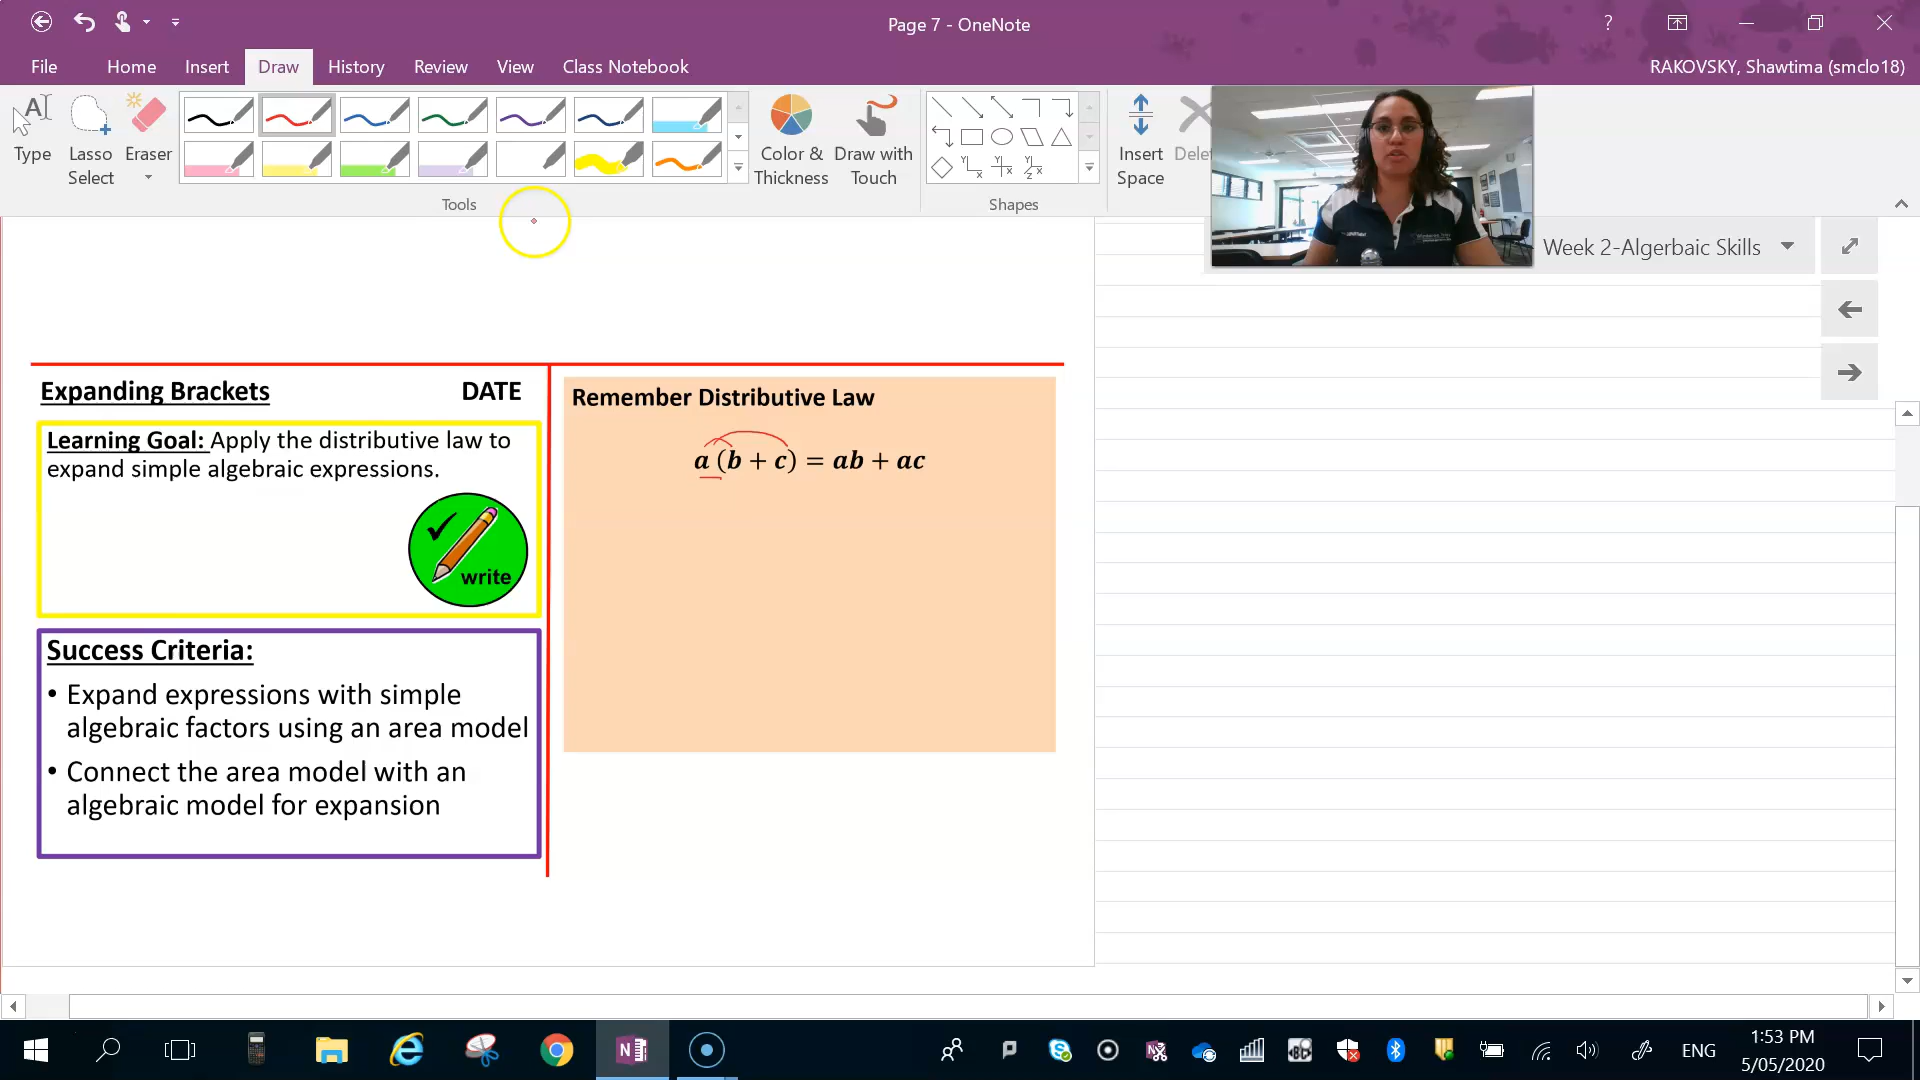 Page 7 - OneNote
?
File Home Insert Draw History Review View Class Notebook
RAKOVSKY, Shawtima (smclo18)
Type
Lasso Select
Eraser
Color & Thickness
Draw with Touch
Insert Space
Tools
Shapes
Week 2-Algerbaic Skills
Expanding Brackets DATE
Learning Goal: Apply the distributive law to
expand simple algebraic expressions.
write
Success Criteria:
• Expand expressions with simple
algebraic factors using an area model
• Connect the area model with an
algebraic model for expansion
Remember Distributive Law
a (b + c) = ab + ac
ENG
1:53 PM
5/05/2020